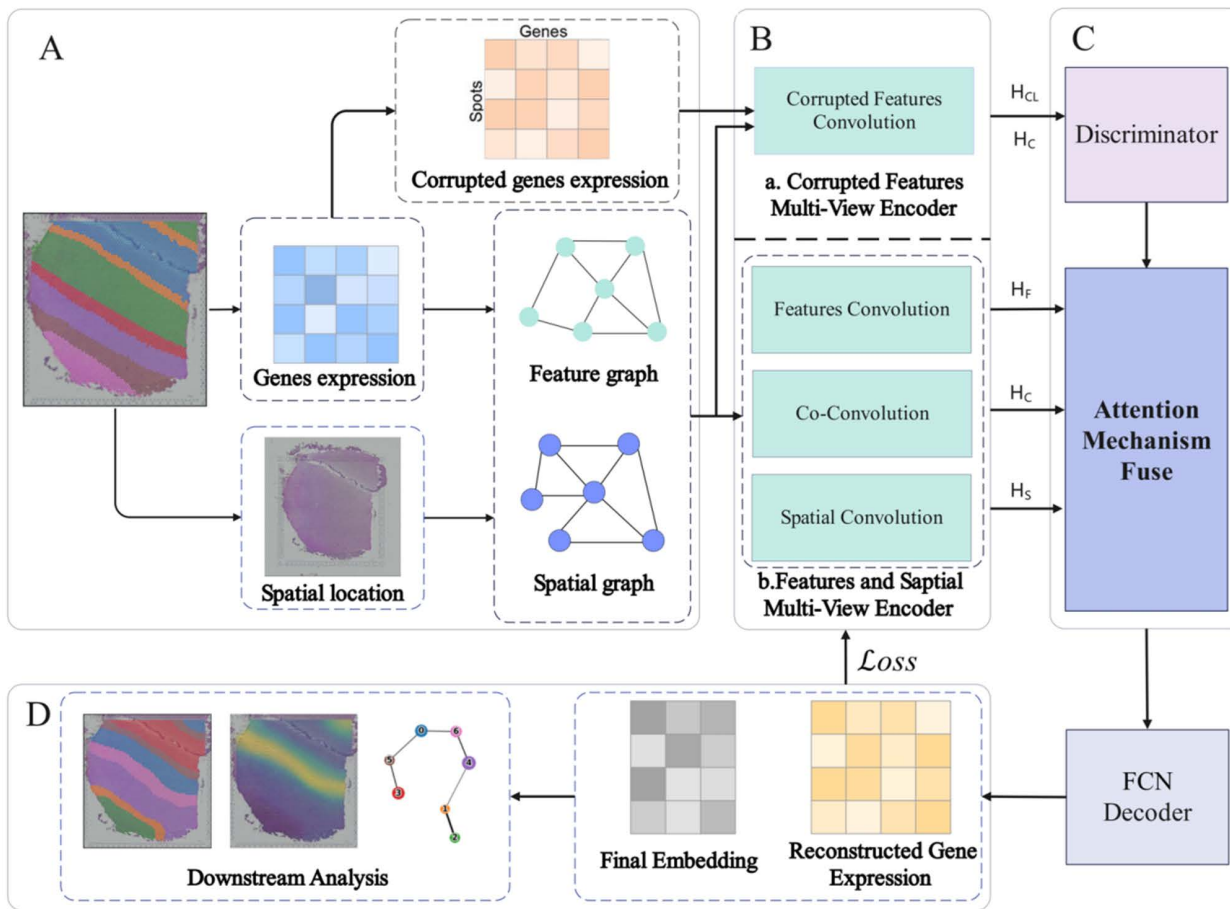 A
Genes
Spots
Corrupted genes expression
Genes expression
Feature graph
Spatial location
Spatial graph
B
Corrupted Features
Convolution
a. Corrupted Features
Multi-View Encoder
Features Convolution
Co-Convolution
Spatial Convolution
b.Features and Saptial
Multi-View Encoder
H_CL
H_C
H_F
H_C
H_S
C
Discriminator
Attention
Mechanism
Fuse
FCN
Decoder
ℒoss
D
0
6
5
4
3
1
2
Downstream Analysis
Final Embedding
Reconstructed Gene
Expression